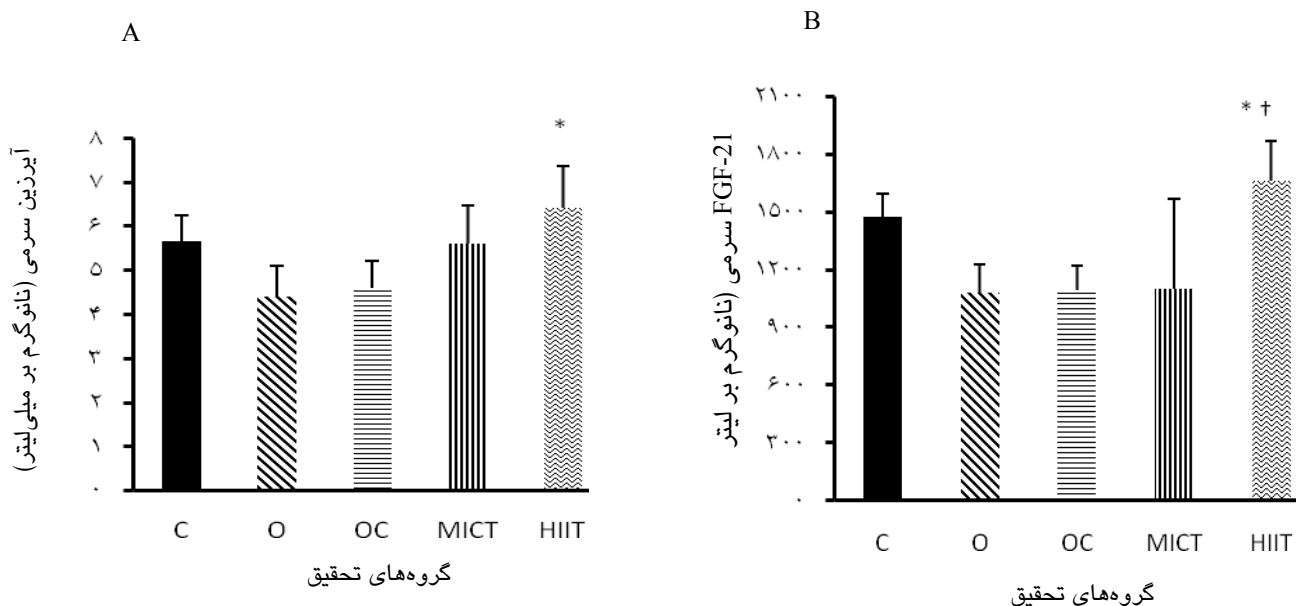 A
آیرزین سرمی (نانوگرم بر میلی‌لیتر)
*
۸
۷
۶
۵
۴
۳
۲
۱
۰
C O OC MICT HIIT
گروه‌های تحقیق
B
FGF-21 سرمی (نانوگرم بر لیتر)
* †
۲۱۰۰
۱۸۰۰
۱۵۰۰
۱۲۰۰
۹۰۰
۶۰۰
۳۰۰
۰
C O OC MICT HIIT
گروه‌های تحقیق